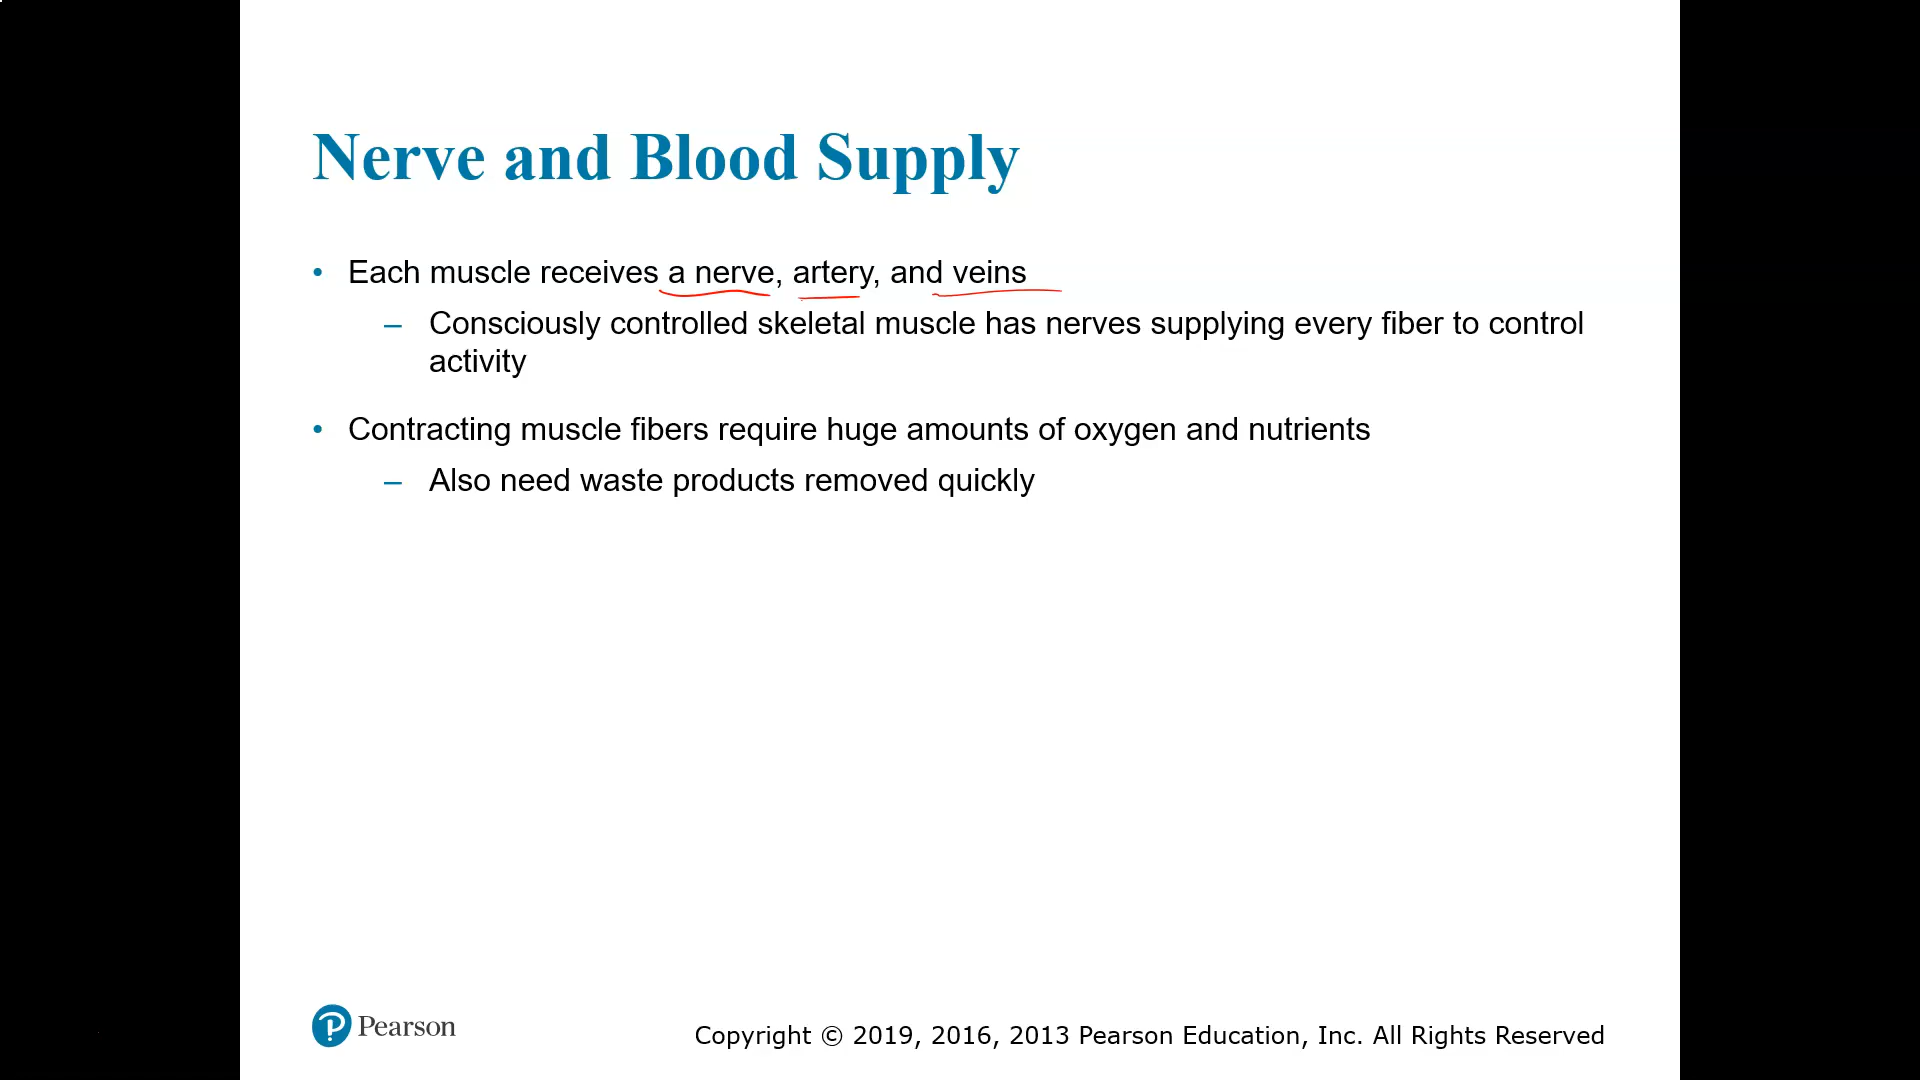 Nerve and Blood Supply
• Each muscle receives a nerve, artery, and veins
– Consciously controlled skeletal muscle has nerves supplying every fiber to control
activity
• Contracting muscle fibers require huge amounts of oxygen and nutrients
– Also need waste products removed quickly
Pearson
Copyright © 2019, 2016, 2013 Pearson Education, Inc. All Rights Reserved